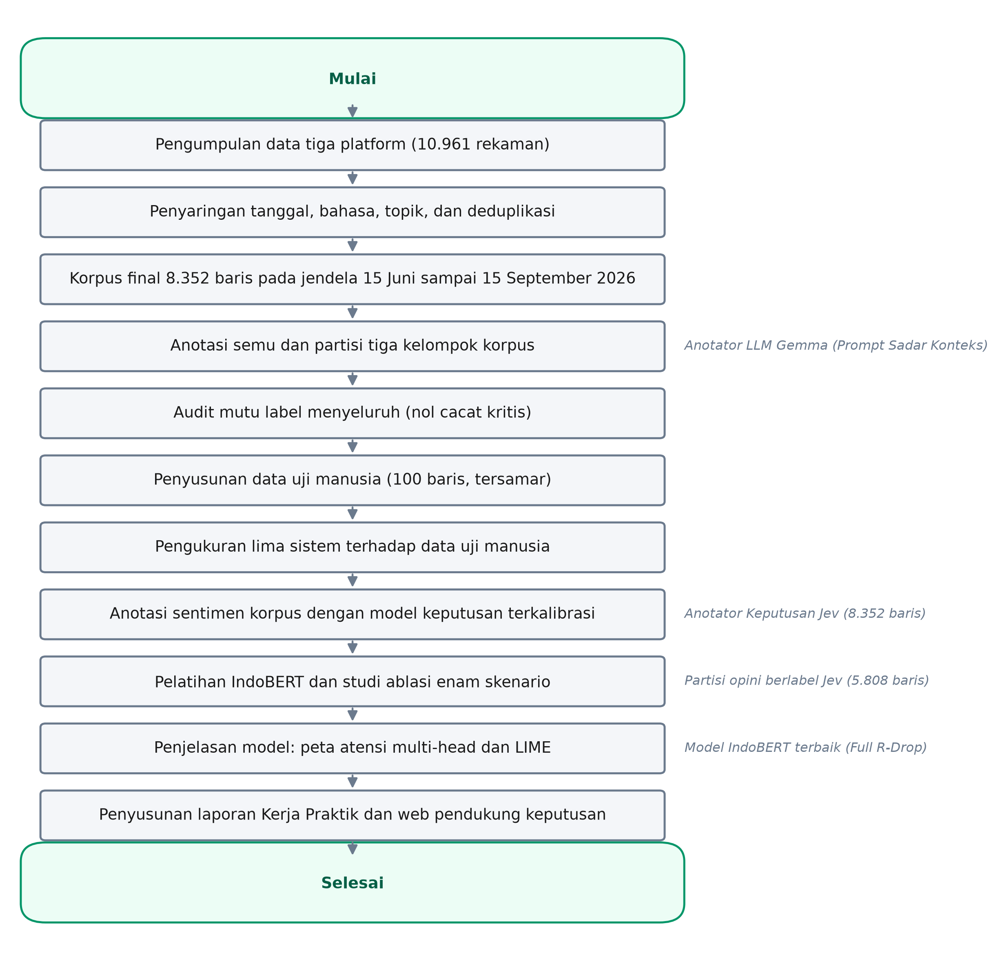 Mulai
Pengumpulan data tiga platform (10.961 rekaman)
Penyaringan tanggal, bahasa, topik, dan deduplikasi
Korpus final 8.352 baris pada jendela 15 Juni sampai 15 September 2026
Anotasi semu dan partisi tiga kelompok korpus
Anotator LLM Gemma (Prompt Sadar Konteks)
Audit mutu label menyeluruh (nol cacat kritis)
Penyusunan data uji manusia (100 baris, tersamar)
Pengukuran lima sistem terhadap data uji manusia
Anotasi sentimen korpus dengan model keputusan terkalibrasi
Anotator Keputusan Jev (8.352 baris)
Pelatihan IndoBERT dan studi ablasi enam skenario
Partisi opini berlabel Jev (5.808 baris)
Penjelasan model: peta atensi multi-head dan LIME
Model IndoBERT terbaik (Full R-Drop)
Penyusunan laporan Kerja Praktik dan web pendukung keputusan
Selesai